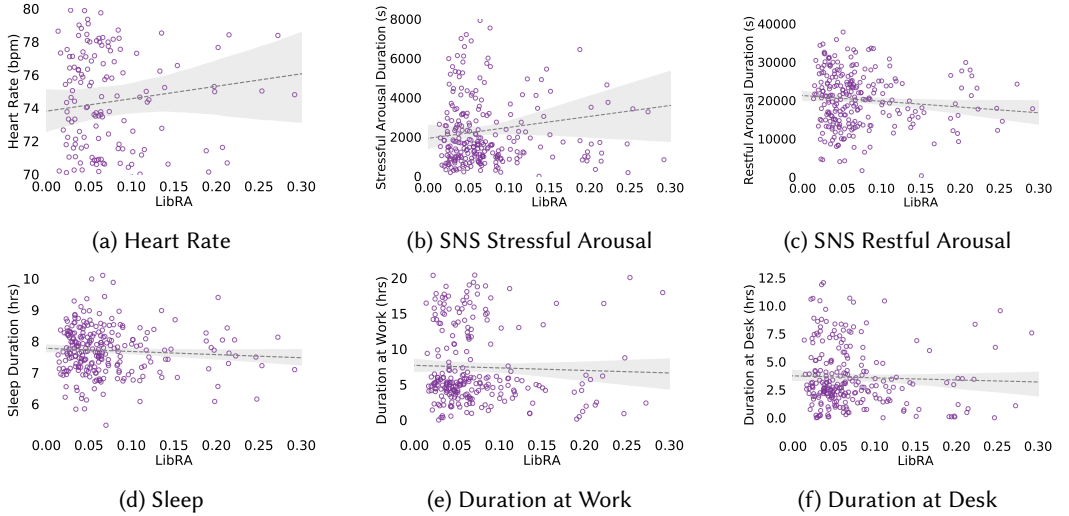 Heart Rate (bpm)
80
78
76
74
72
70
0.00 0.05 0.10 0.15 0.20 0.25 0.30
LibRA
(a) Heart Rate
Stressful Arousal Duration (s)
8000
6000
4000
2000
0
0.00 0.05 0.10 0.15 0.20 0.25 0.30
LibRA
(b) SNS Stressful Arousal
Restful Arousal Duration (s)
40000
30000
20000
10000
0
0.00 0.05 0.10 0.15 0.20 0.25 0.30
LibRA
(c) SNS Restful Arousal
Sleep Duration (hrs)
10
9
8
7
6
0.00 0.05 0.10 0.15 0.20 0.25 0.30
LibRA
(d) Sleep
Duration at Work (hrs)
20
15
10
5
0
0.00 0.05 0.10 0.15 0.20 0.25 0.30
LibRA
(e) Duration at Work
Duration at Desk (hrs)
12.5
10.0
7.5
5.0
2.5
0.0
0.00 0.05 0.10 0.15 0.20 0.25 0.30
LibRA
(f) Duration at Desk